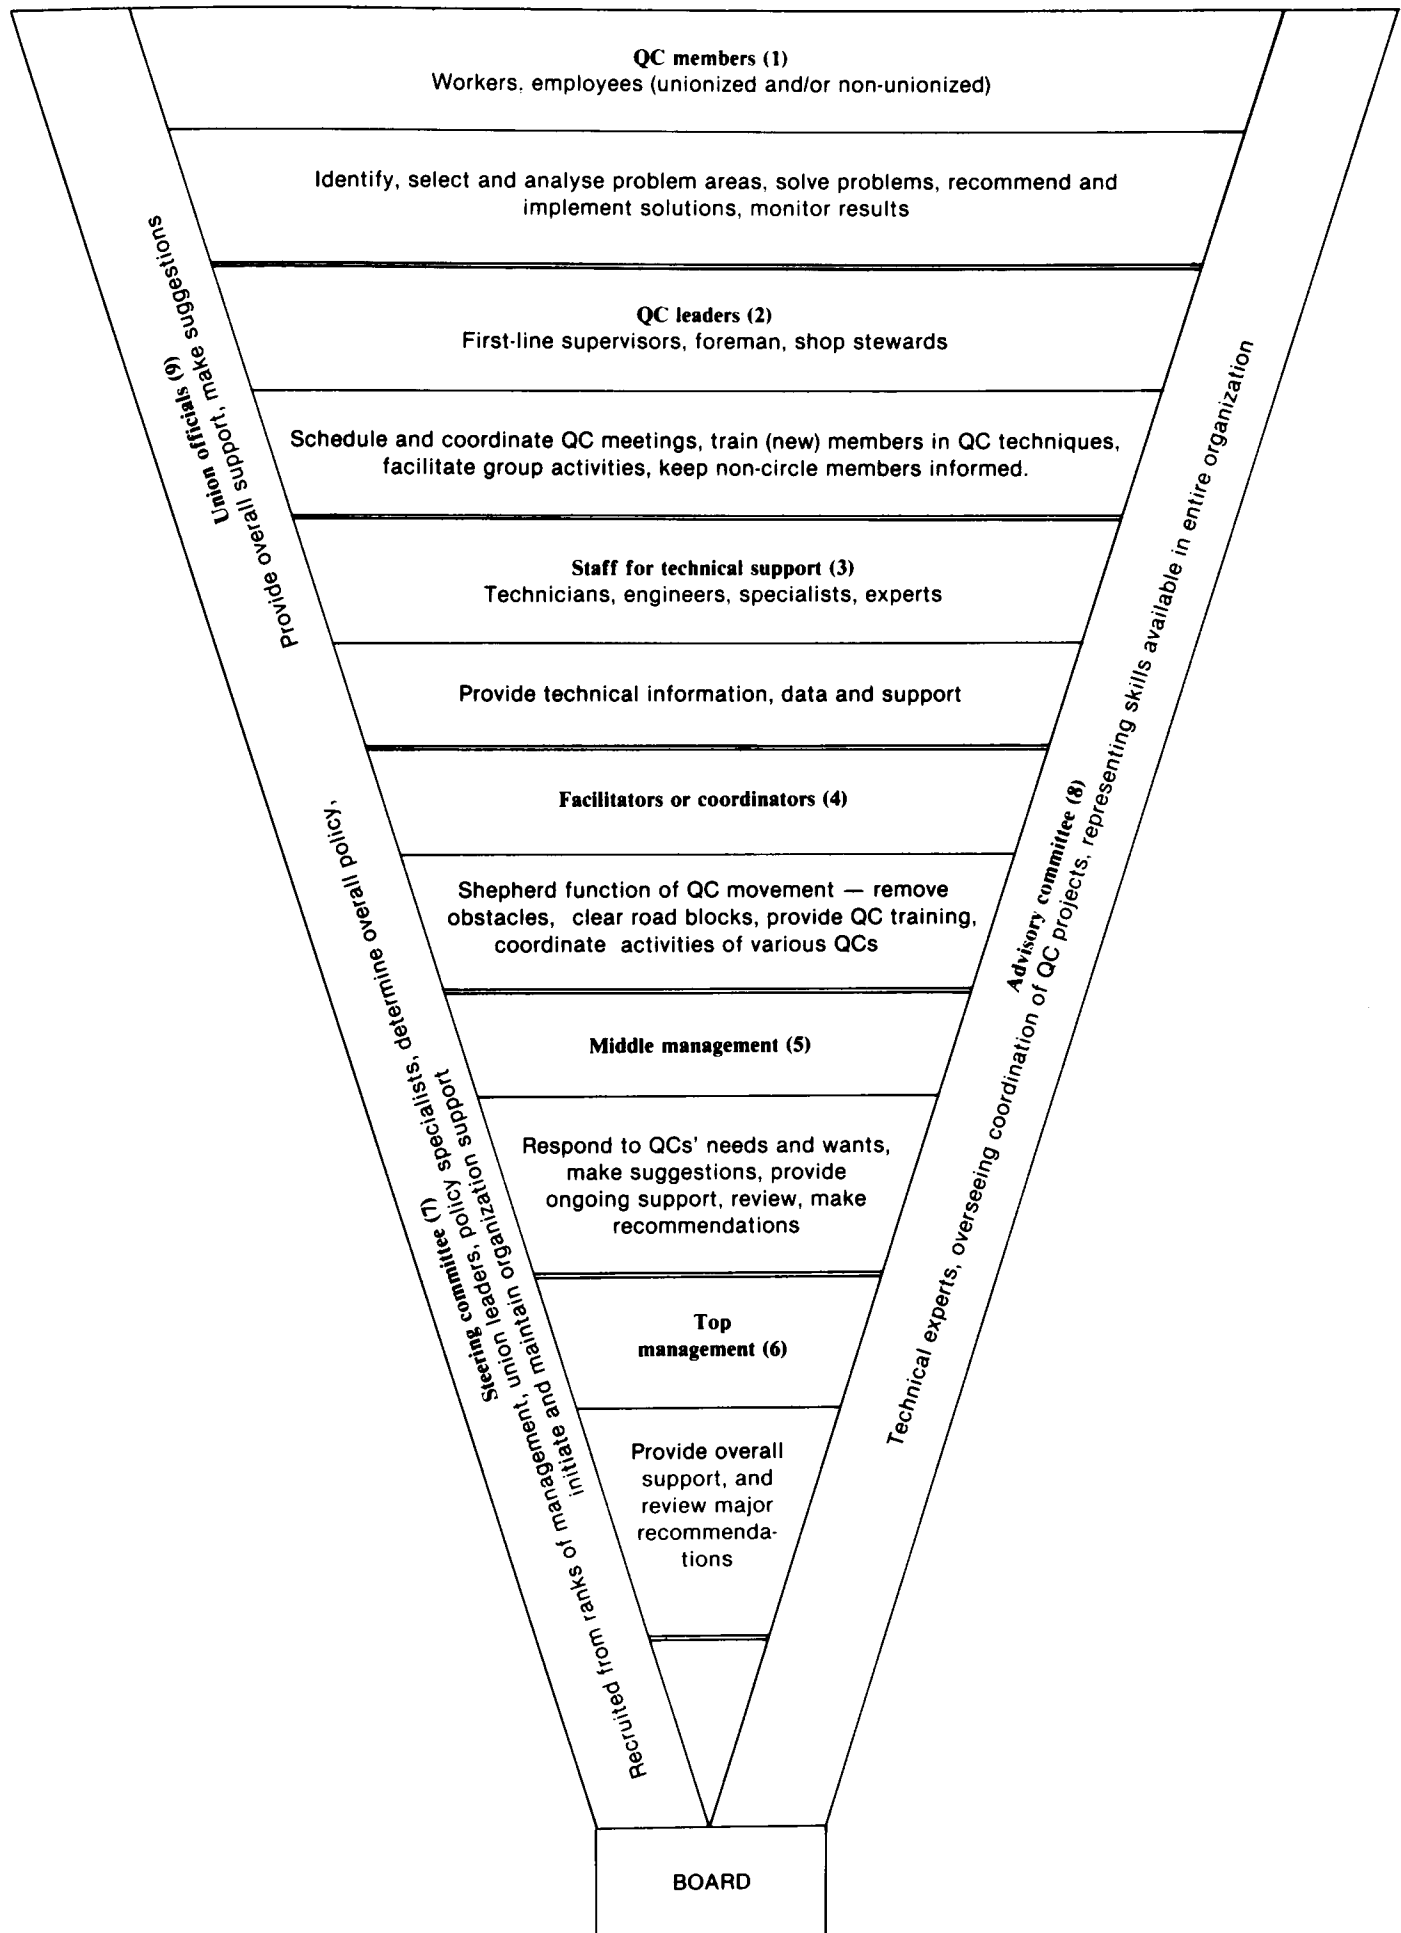 QC members (1)
Workers, employees (unionized and/or non-unionized)
Identify, select and analyse problem areas, solve problems, recommend and
implement solutions, monitor results
QC leaders (2)
First-line supervisors, foreman, shop stewards
Schedule and coordinate QC meetings, train (new) members in QC techniques,
facilitate group activities, keep non-circle members informed.
Staff for technical support (3)
Technicians, engineers, specialists, experts
Provide technical information, data and support
Facilitators or coordinators (4)
Shepherd function of QC movement — remove
obstacles, clear road blocks, provide QC training,
coordinate activities of various QCs
Middle management (5)
Respond to QCs' needs and wants,
make suggestions, provide
ongoing support, review, make
recommendations
Top
management (6)
Provide overall
support, and
review major
recommenda-
tions
Union officials (9)
Provide overall support, make suggestions
Steering committee (7)
Recruited from ranks of management, union leaders, policy specialists, determine overall policy,
initiate and maintain organization support
Advisory committee (8)
Technical experts, overseeing coordination of QC projects, representing skills available in entire organization
BOARD